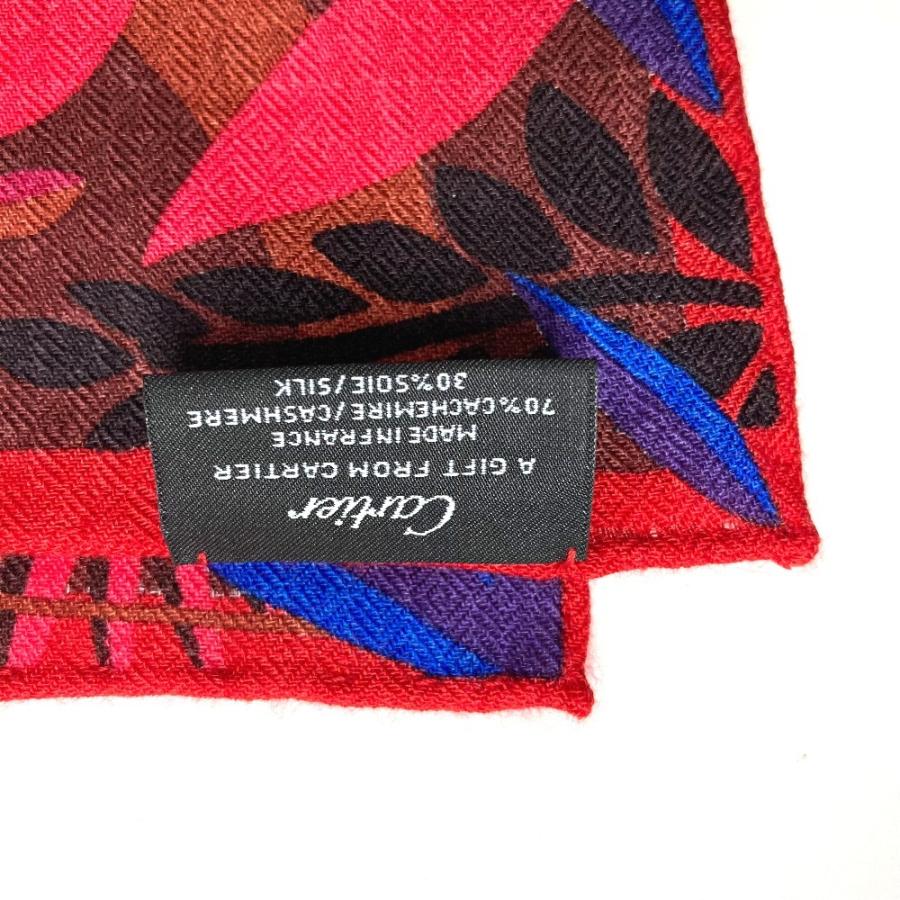 Cartier
A GIFT FROM CARTIER
MADE IN FRANCE
70%CACHEMIRE/CASHMERE
30%SOIE/SILK